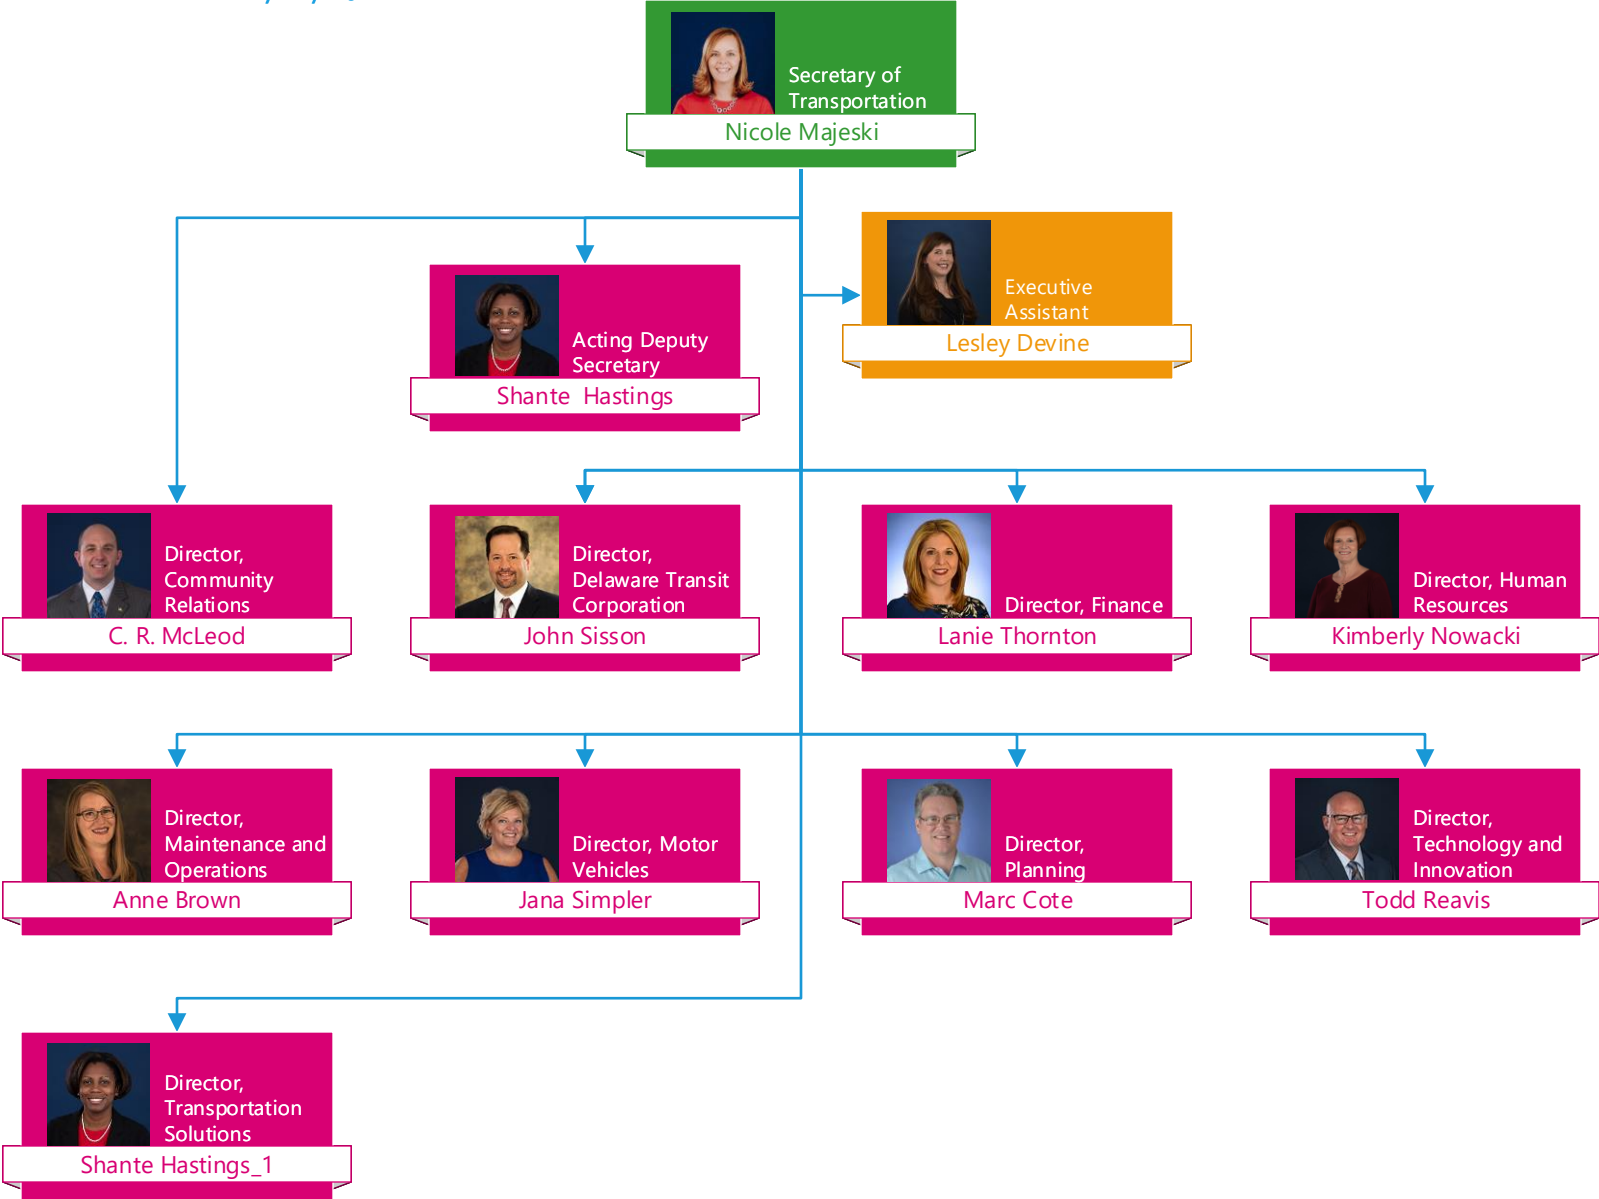 Secretary of
Transportation
Nicole Majeski
Executive
Assistant
Lesley Devine
Acting Deputy
Secretary
Shante  Hastings
Director,
Community
Relations
C. R. McLeod
Director,
Delaware Transit
Corporation
John Sisson
Director, Finance
Lanie Thornton
Director, Human
Resources
Kimberly Nowacki
Director,
Maintenance and
Operations
Anne Brown
Director, Motor
Vehicles
Jana Simpler
Director,
Planning
Marc Cote
Director,
Technology and
Innovation
Todd Reavis
Director,
Transportation
Solutions
Shante Hastings_1